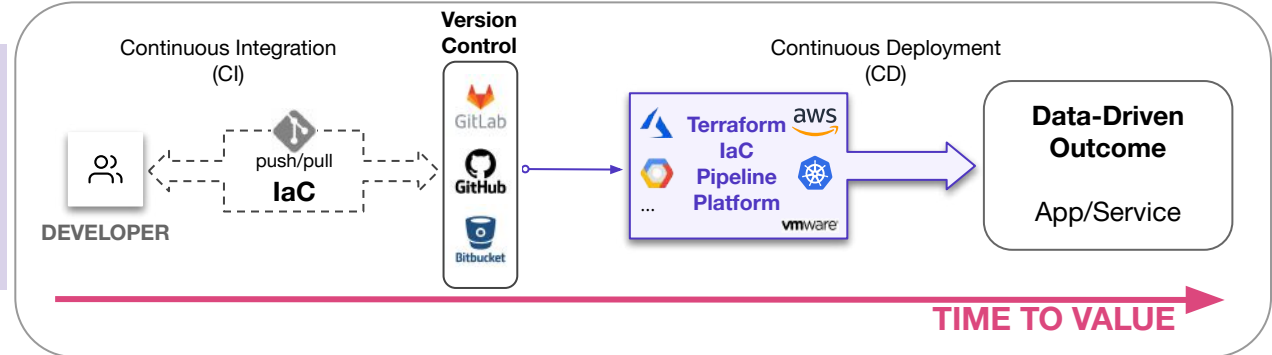 Continuous Integration
(CI)
Version
Control
Continuous Deployment
(CD)
DEVELOPER
push/pull
IaC
GitLab
GitHub
Bitbucket
Terraform
IaC
Pipeline
Platform
aws
...
vmware
Data-Driven
Outcome
App/Service
TIME TO VALUE